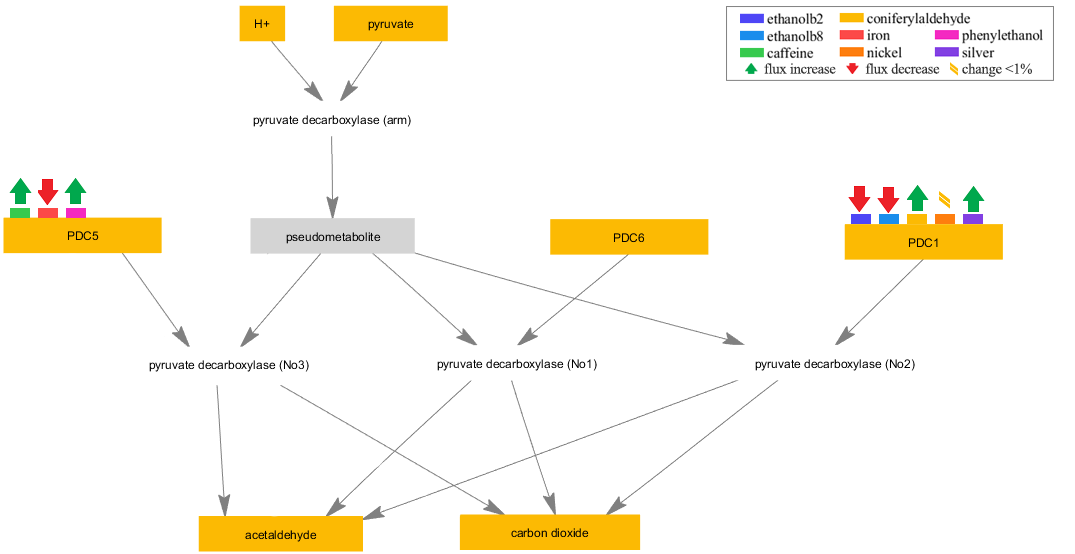 H+
pyruvate
ethanolb2
coniferylaldehyde
ethanolb8
iron
phenylethanol
caffeine
nickel
silver
flux increase
flux decrease
change <1%
pyruvate decarboxylase (arm)
PDC5
pseudometabolite
PDC6
PDC1
pyruvate decarboxylase (No3)
pyruvate decarboxylase (No1)
pyruvate decarboxylase (No2)
acetaldehyde
carbon dioxide